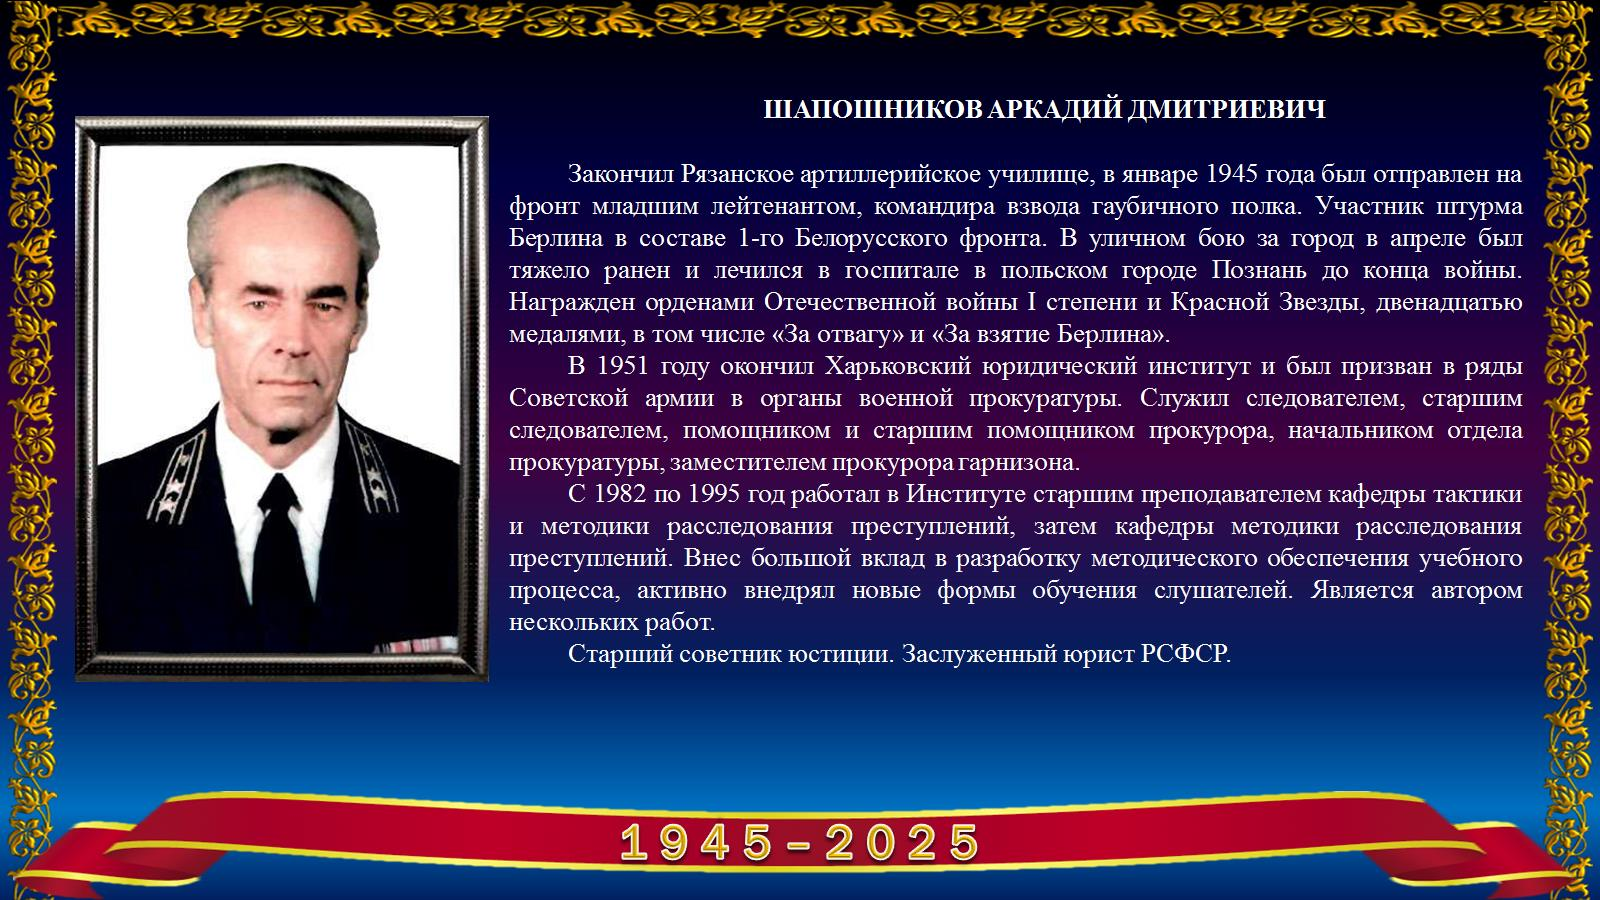 ШАПОШНИКОВ АРКАДИЙ ДМИТРИЕВИЧ
Закончил Рязанское артиллерийское училище, в январе 1945 года был отправлен на
фронт младшим лейтенантом, командира взвода гаубичного полка. Участник штурма
Берлина в составе 1-го Белорусского фронта. В уличном бою за город в апреле был
тяжело ранен и лечился в госпитале в польском городе Познань до конца войны.
Награжден орденами Отечественной войны I степени и Красной Звезды, двенадцатью
медалями, в том числе «За отвагу» и «За взятие Берлина».
В 1951 году окончил Харьковский юридический институт и был призван в ряды
Советской армии в органы военной прокуратуры. Служил следователем, старшим
следователем, помощником и старшим помощником прокурора, начальником отдела
прокуратуры, заместителем прокурора гарнизона.
С 1982 по 1995 год работал в Институте старшим преподавателем кафедры тактики
и методики расследования преступлений, затем кафедры методики расследования
преступлений. Внес большой вклад в разработку методического обеспечения учебного
процесса, активно внедрял новые формы обучения слушателей. Является автором
нескольких работ.
Старший советник юстиции. Заслуженный юрист РСФСР.
1945–2025